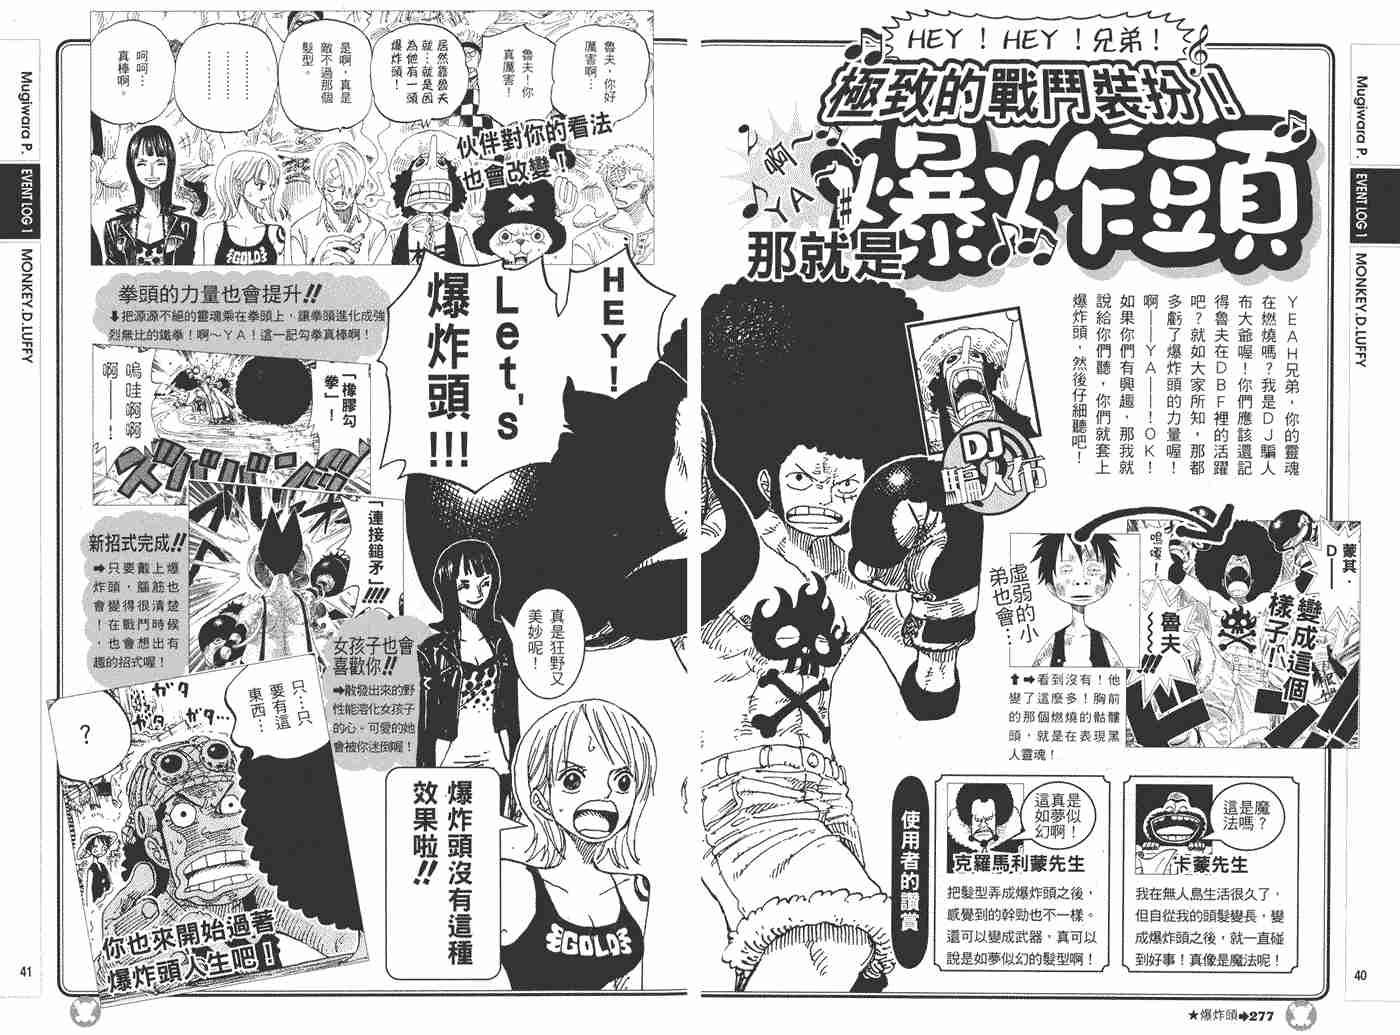 Mugiwara P.
EVENT LOG 1
MONKEY.D.LUFFY
40
HEY！HEY！兄弟！
極致的戰鬥裝扮！！
啊～
YA～！
那就是
爆炸頭
YEAH兄弟，你的靈魂
在燃燒嗎？我是DJ騙人
布大爺喔！你們應該還記
得魯夫在DBF裡的活躍
吧？就如大家所知，那都
多虧了爆炸頭的力量喔！
啊——YA——！OK！
如果你們有興趣，那我就
說給你們聽，你們就套上
爆炸頭，然後仔細聽吧！
DJ
騙人布
蒙其．
D—
魯夫
~~~~!!!
嗚噢！
變成這個
樣子！
虛弱的小
弟也會…
⬆➡看到沒有！他
變了這麼多！胸前
的那個燃燒的骷髏
頭，就是在表現黑
人靈魂！
使用者的讚賞
這是魔
法嗎？
卡蒙先生
我在無人島生活很久了，
但自從我的頭髮變長，變
成爆炸頭之後，就一直碰
到好事！真像是魔法呢！
這真是
如夢似
幻啊！
克羅馬利蒙先生
把髮型弄成爆炸頭之後，
感覺到的幹勁也不一樣。
還可以變成武器，真可以
說是如夢似幻的髮型啊！
★爆炸頭➡277
Mugiwara P.
EVENT LOG 1
MONKEY.D.LUFFY
41
魯夫，你好
厲害啊…
魯夫！你
真厲害！
居然靠魯夫
就…就是因
為他有一頭
爆炸頭！
是啊，真是
敵不過那個
髮型。
………
………
呵呵…
真棒啊。
伙伴對你的看法
也會改變！
GOLD
HEY!
Let's
爆炸頭!!!
拳頭的力量也會提升!!
⬇把源源不絕的靈魂乘在拳頭上，讓拳頭進化成強
烈無比的鐵拳！啊～YA！這一記勾拳真棒啊！
「橡膠勾
拳」！
嗚哇啊啊
啊——
「連接鎚矛」!!!!
新招式完成!!
➡只要戴上爆
炸頭，腦筋也
會變得很清楚
！在戰鬥時候
，也會想出有
趣的招式喔！
女孩子也會
喜歡你!!
➡散發出來的野
性能溶化女孩子
的心。可愛的她
會被你迷倒喔！
真是狂野又
美妙呢！
爆炸頭沒有這種
效果啦!!
GOLD
ガタ
ガタ…
ガタ…
只…只
要有這
東西…
？
你也來開始過著
爆炸頭人生吧！